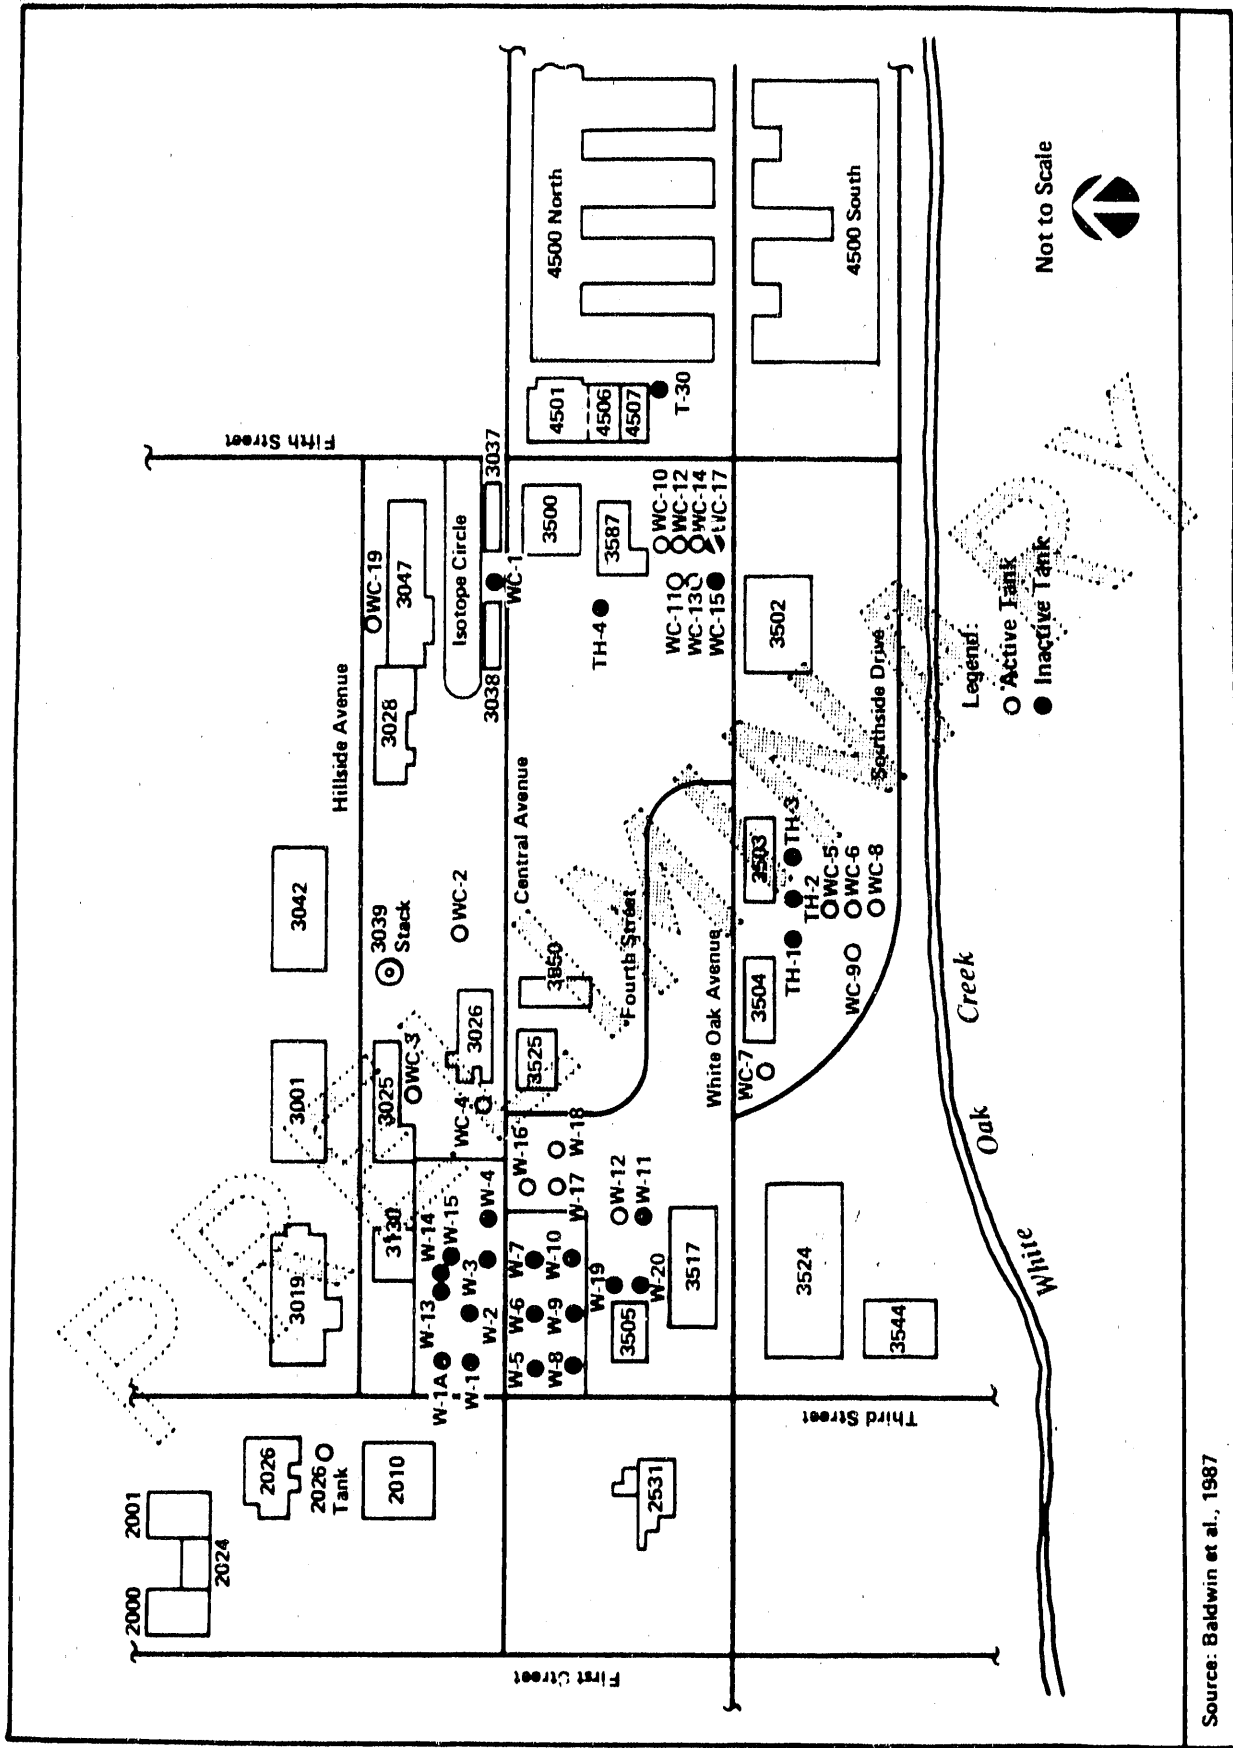 2000
2001
2024
2026
2026
Tank
2010
First Street
2531
Third Street
3019
3001
3042
Hillside Avenue
Fifth Street
3130
3025
WC-3
3039
Stack
3028
3047
WC-19
Isotope Circle
W-13
W-14
W-15
W-1A
W-1
W-2
W-3
W-4
WC-4
3026
WC-2
3038
WC-1
3037
Central Avenue
W-5
W-6
W-7
W-8
W-9
W-10
W-16
W-17
W-18
3525
3850
Fourth Street
W-19
W-20
W-12
W-11
3505
3517
TH-4
3500
3587
WC-10
WC-12
WC-14
WC-17
WC-11
WC-13
WC-15
4501
4506
4507
T-30
4500 North
4500 South
White Oak Avenue
3524
3544
WC-7
3504
3503
TH-1
TH-2
TH-3
WC-5
WC-6
WC-8
WC-9
3502
Southside Drive
White Oak Creek
Legend:
Active Tank
Inactive Tank
Not to Scale
PRELIMINARY
Source: Baldwin et al., 1987